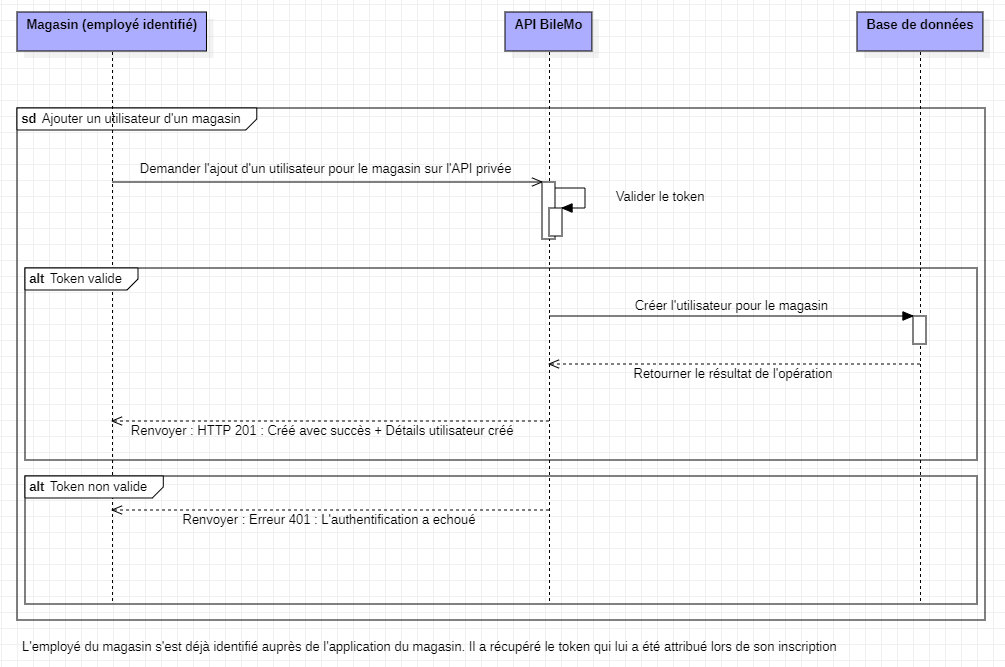 Magasin (employé identifié)
API BileMo
Base de données
sd Ajouter un utilisateur d'un magasin
Demander l'ajout d'un utilisateur pour le magasin sur l'API privée
Valider le token
alt Token valide
Créer l'utilisateur pour le magasin
Retourner le résultat de l'opération
Renvoyer : HTTP 201 : Créé avec succès + Détails utilisateur créé
alt Token non valide
Renvoyer : Erreur 401 : L'authentification a echoué
L'employé du magasin s'est déjà identifié auprès de l'application du magasin. Il a récupéré le token qui lui a été attribué lors de son inscription